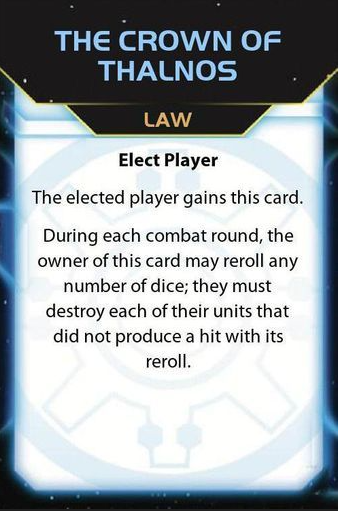 THE CROWN OF
THALNOS
LAW
Elect Player
The elected player gains this card.
During each combat round, the
owner of this card may reroll any
number of dice; they must
destroy each of their units that
did not produce a hit with its
reroll.